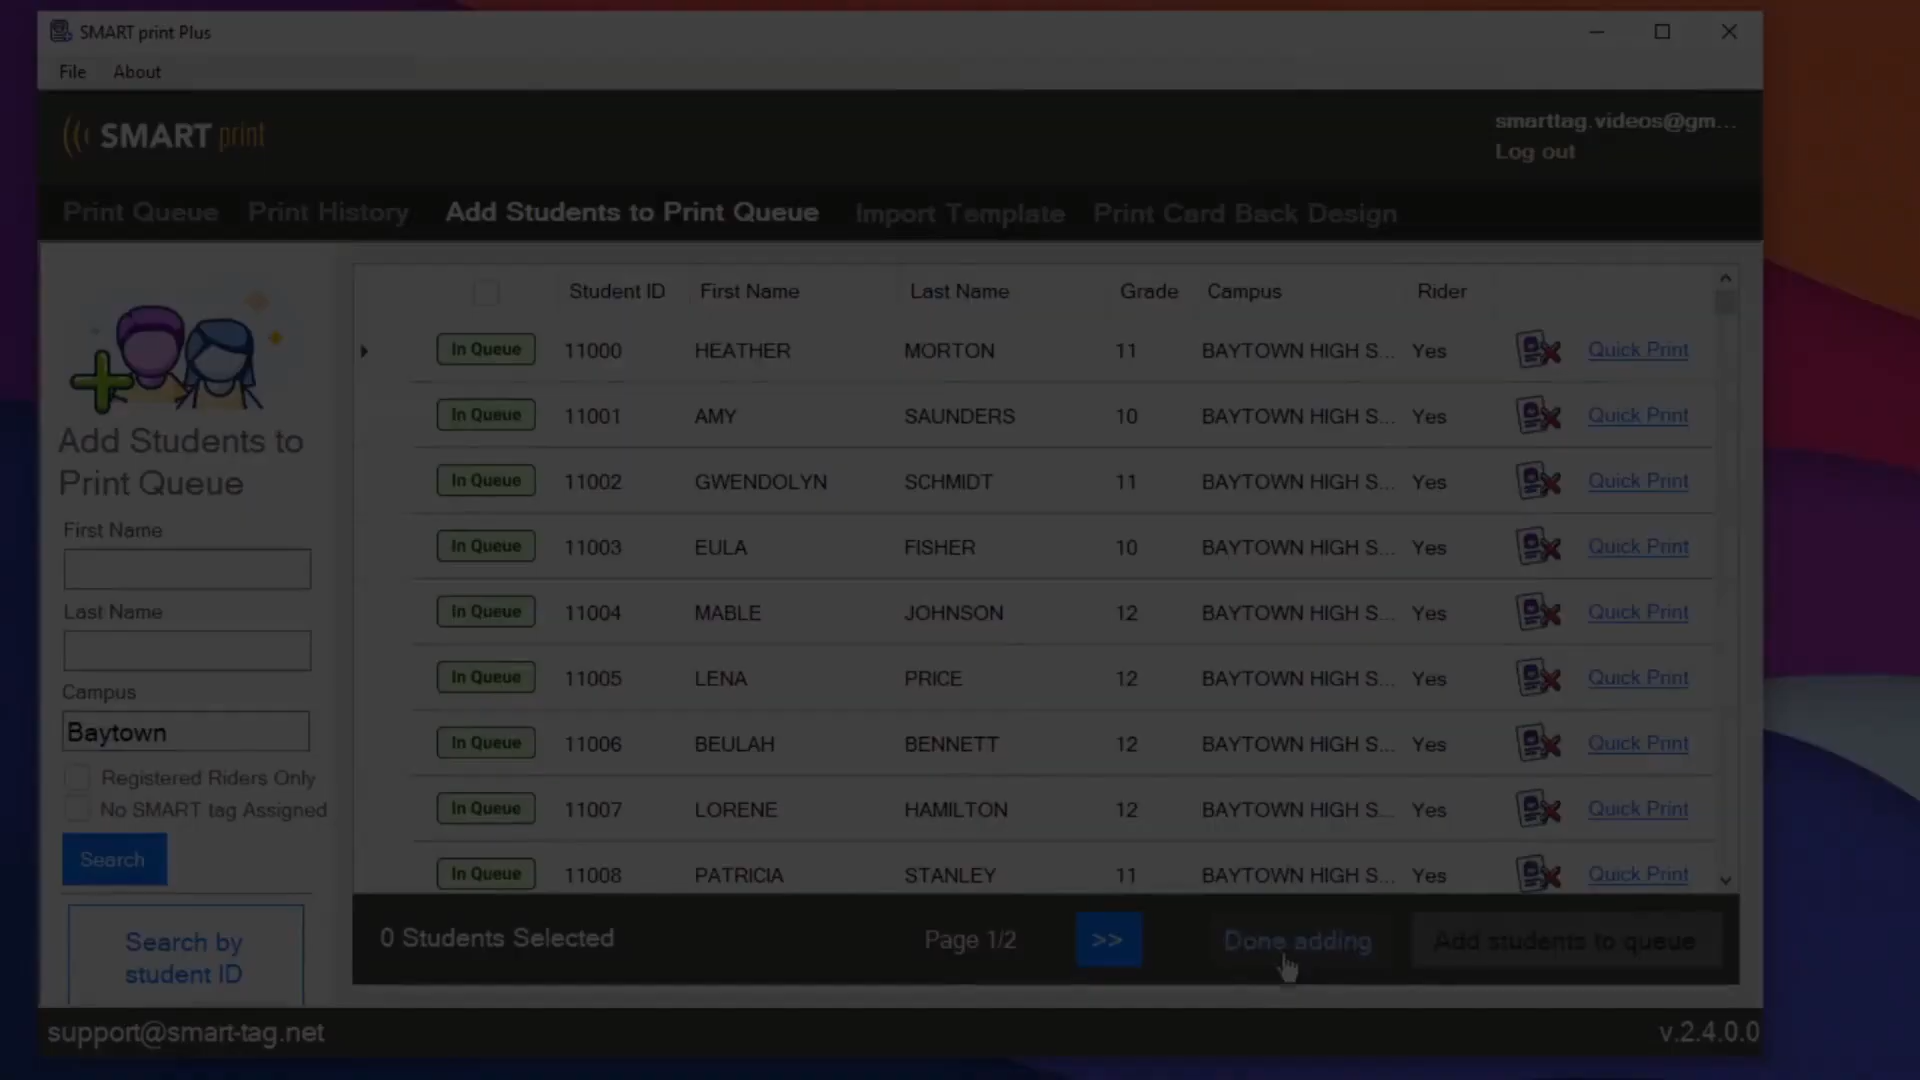 SMART print Plus
File About
SMART print
smarttag.videos@gm...
Log out
Print Queue Print History Add Students to Print Queue Import Template Print Card Back Design
Add Students to
Print Queue
First Name
Last Name
Campus
Baytown
Registered Riders Only
No SMART tag Assigned
Search
Search by
student ID
Student ID First Name Last Name Grade Campus Rider
In Queue 11000 HEATHER MORTON 11 BAYTOWN HIGH S... Yes Quick Print
In Queue 11001 AMY SAUNDERS 10 BAYTOWN HIGH S... Yes Quick Print
In Queue 11002 GWENDOLYN SCHMIDT 11 BAYTOWN HIGH S... Yes Quick Print
In Queue 11003 EULA FISHER 10 BAYTOWN HIGH S... Yes Quick Print
In Queue 11004 MABLE JOHNSON 12 BAYTOWN HIGH S... Yes Quick Print
In Queue 11005 LENA PRICE 12 BAYTOWN HIGH S... Yes Quick Print
In Queue 11006 BEULAH BENNETT 12 BAYTOWN HIGH S... Yes Quick Print
In Queue 11007 LORENE HAMILTON 12 BAYTOWN HIGH S... Yes Quick Print
In Queue 11008 PATRICIA STANLEY 11 BAYTOWN HIGH S... Yes Quick Print
0 Students Selected Page 1/2 >> Done adding Add students to queue
support@smart-tag.net v.2.4.0.0